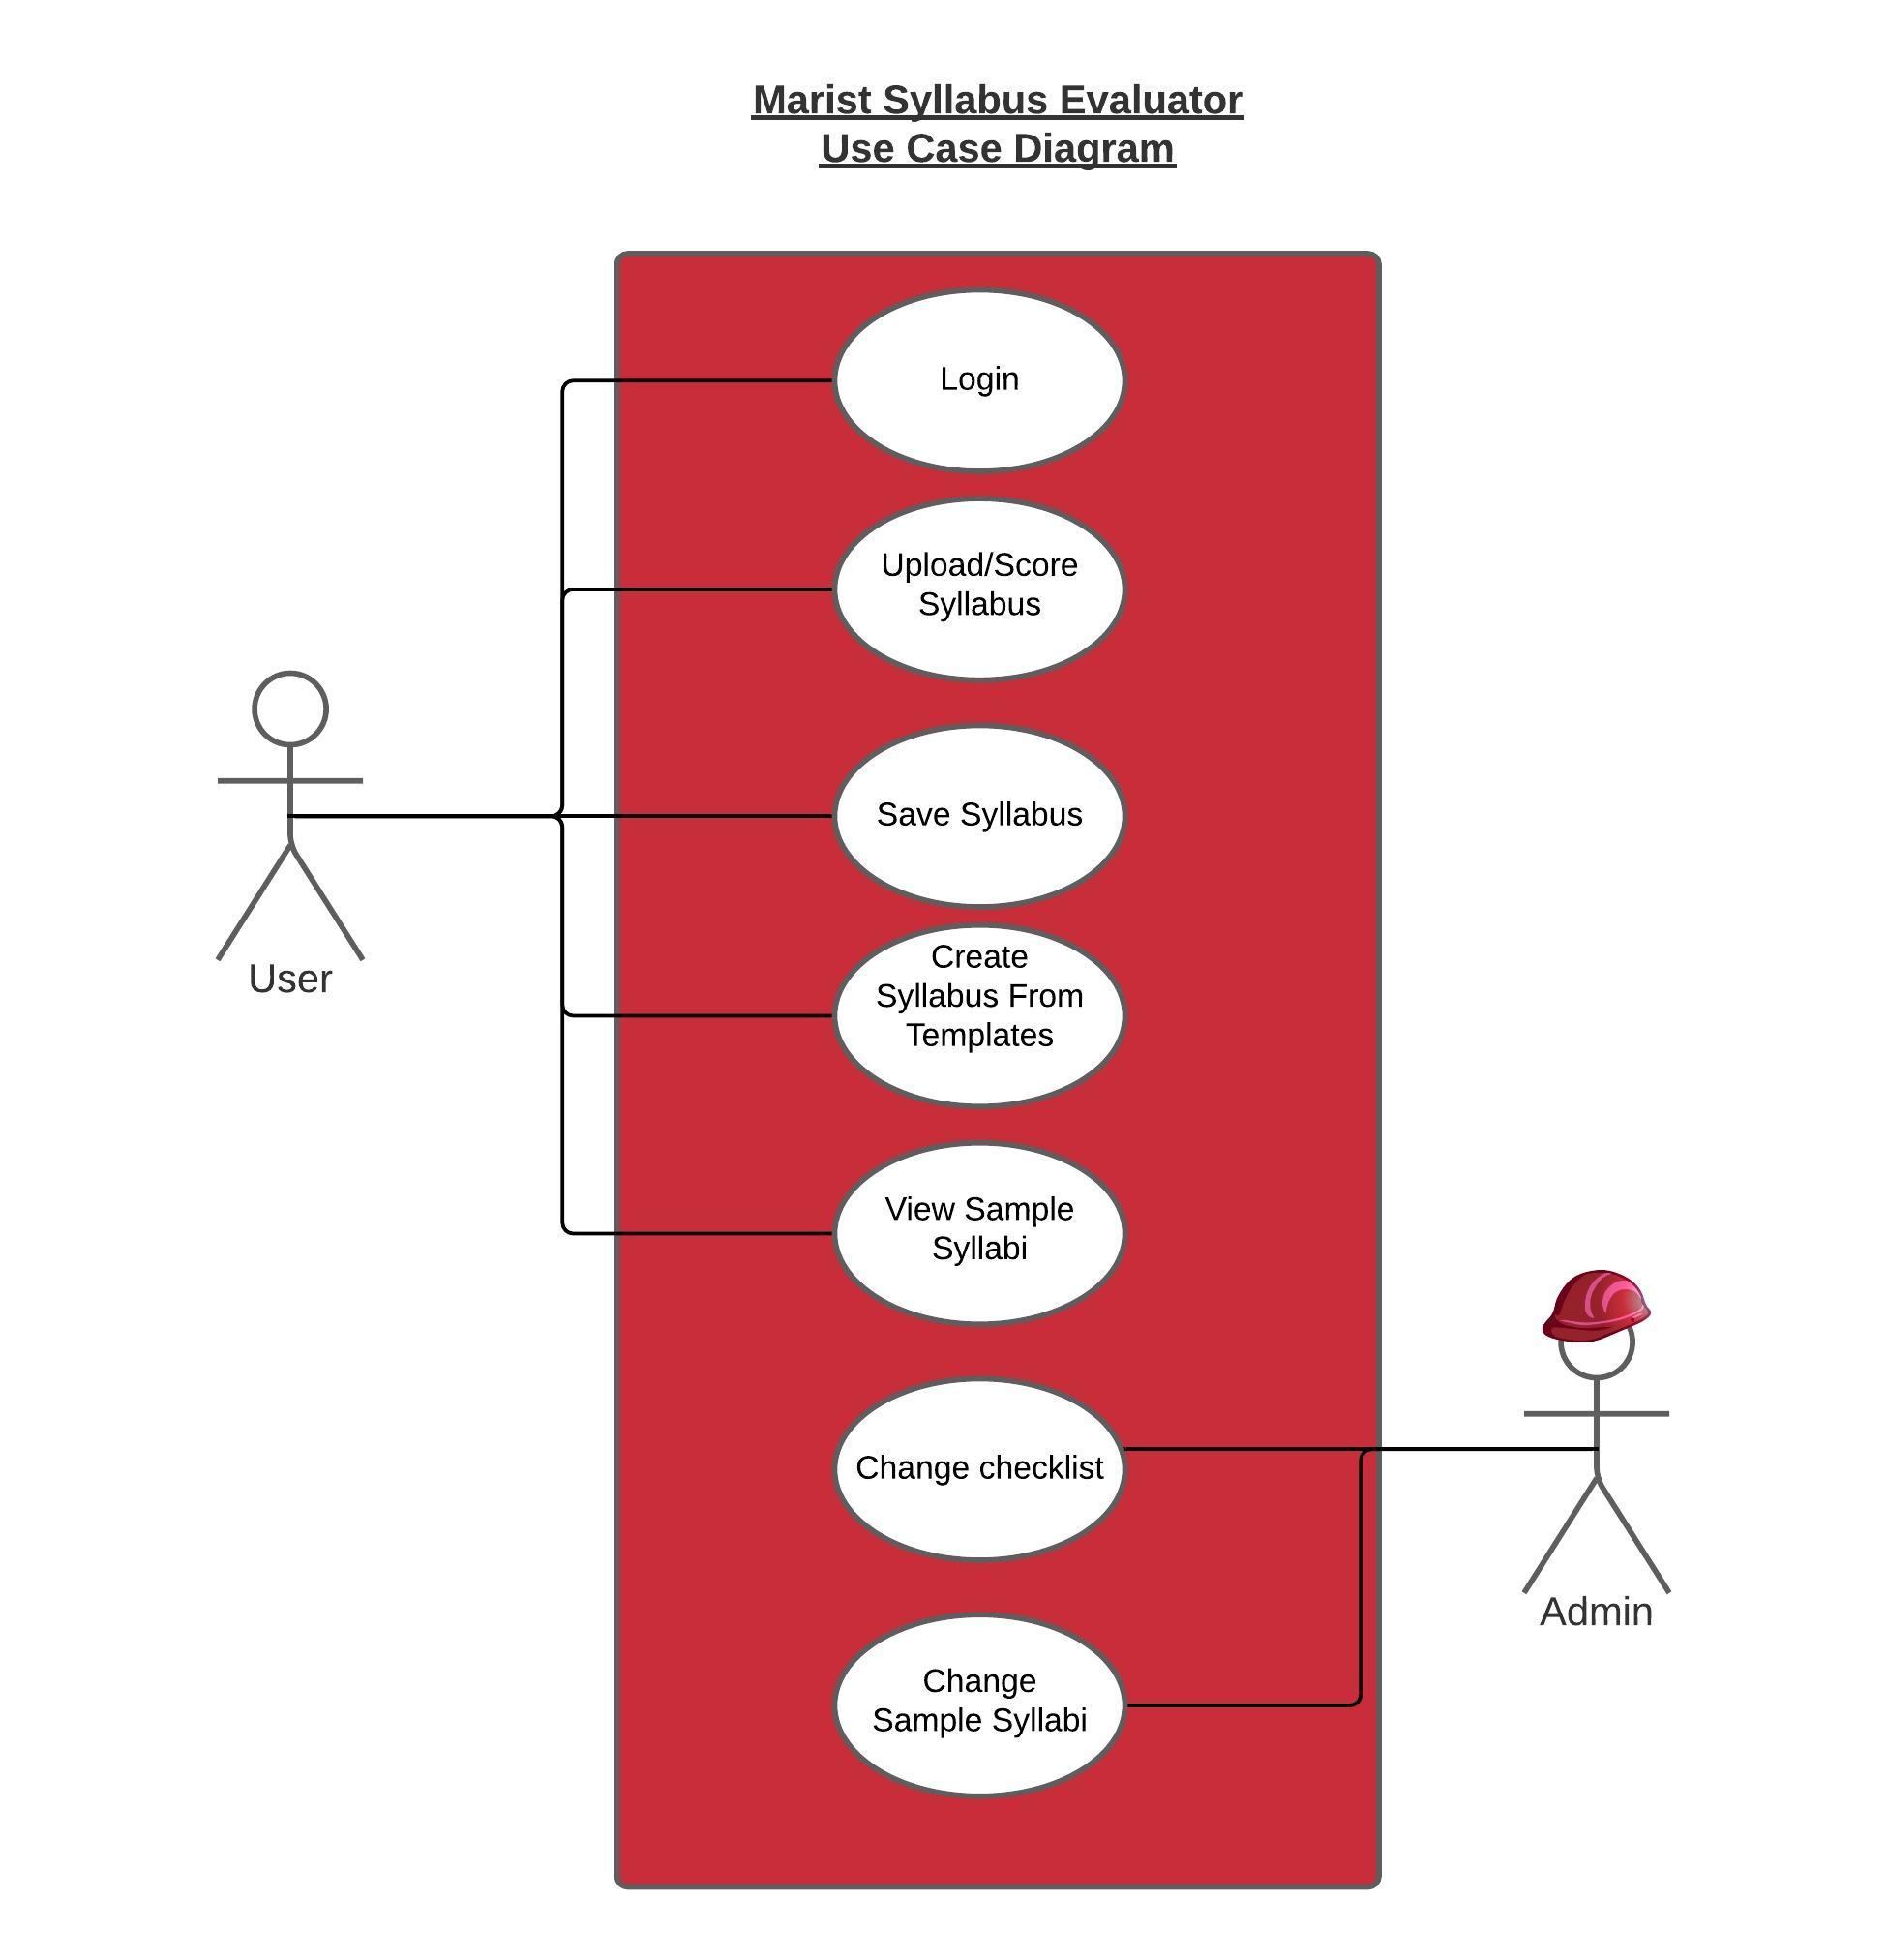 Marist Syllabus Evaluator
Use Case Diagram
Login
Upload/Score
Syllabus
Save Syllabus
User
Create
Syllabus From
Templates
View Sample
Syllabi
Change checklist
Admin
Change
Sample Syllabi